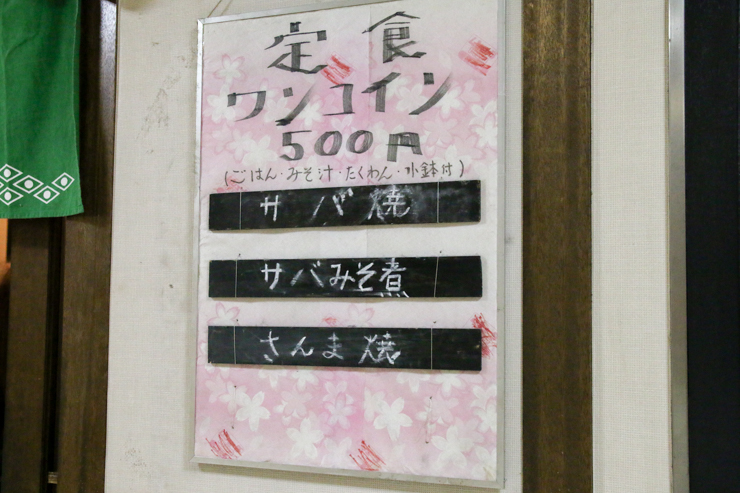 定食
ワンコイン
500円
(ごはん・みそ汁・たくわん・小鉢付)
サバ焼
サバみそ煮
さんま焼